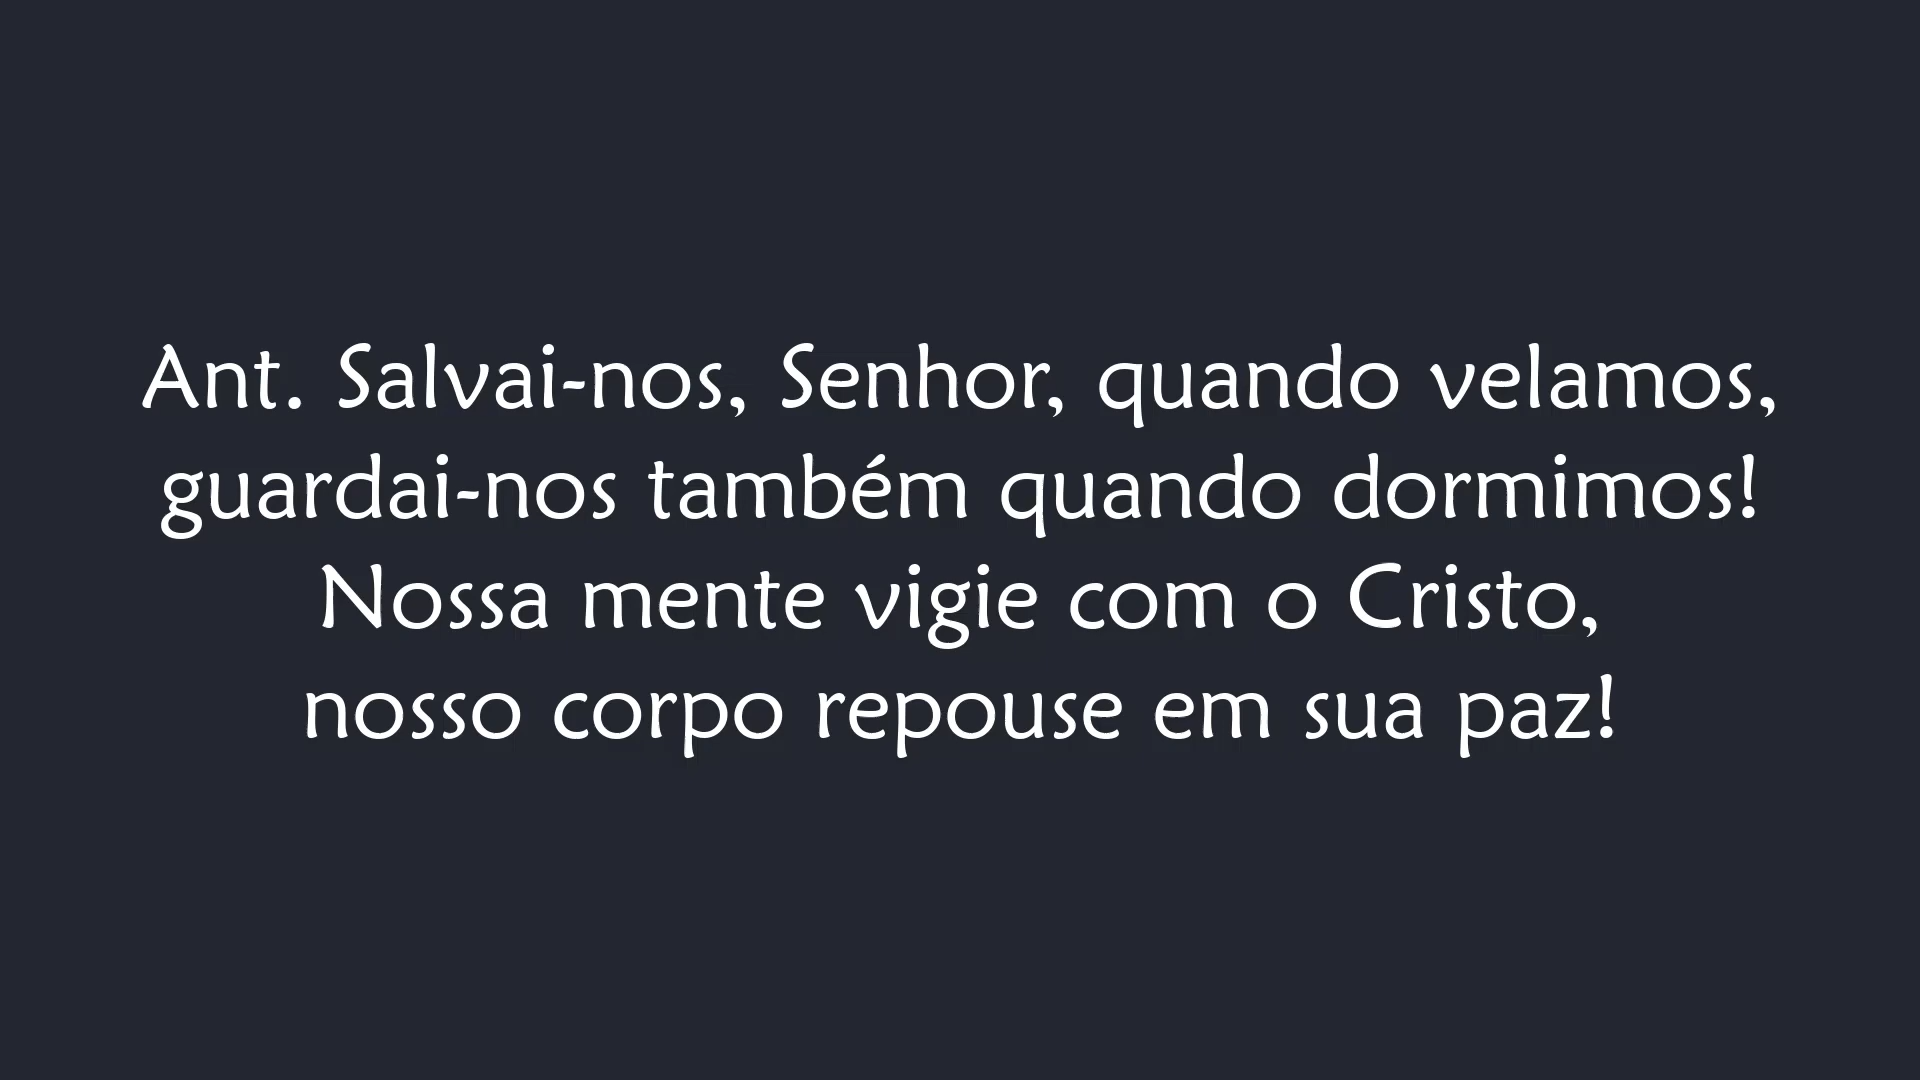 Ant. Salvai-nos, Senhor, quando velamos,
guardai-nos também quando dormimos!
Nossa mente vigie com o Cristo,
nosso corpo repouse em sua paz!